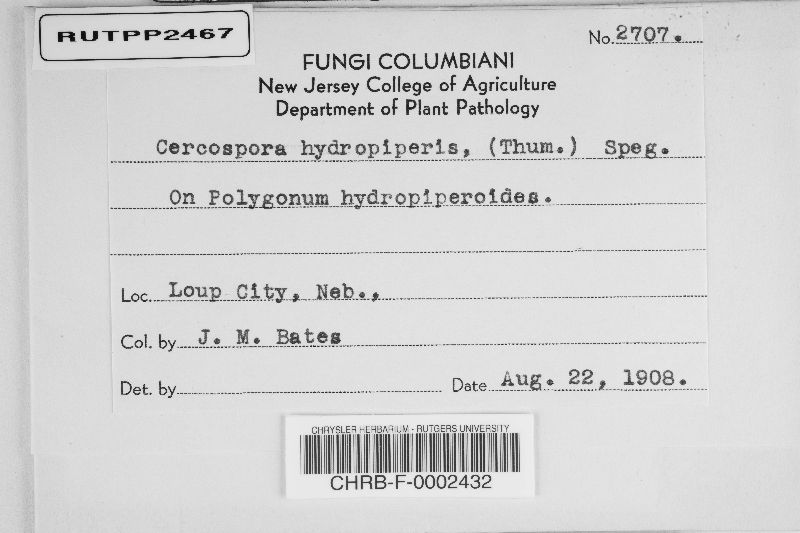 RUTPP2467
No. 2707.
FUNGI COLUMBIANI
New Jersey College of Agriculture
Department of Plant Pathology
Cercospora hydropiperis, (Thum.) Speg.
On Polygonum hydropiperoides.
Loc. Loup City, Neb.,
Col. by J. M. Bates
Det. by
Date Aug. 22, 1908.
CHRYSLER HERBARIUM - RUTGERS UNIVERSITY
CHRB-F-0002432